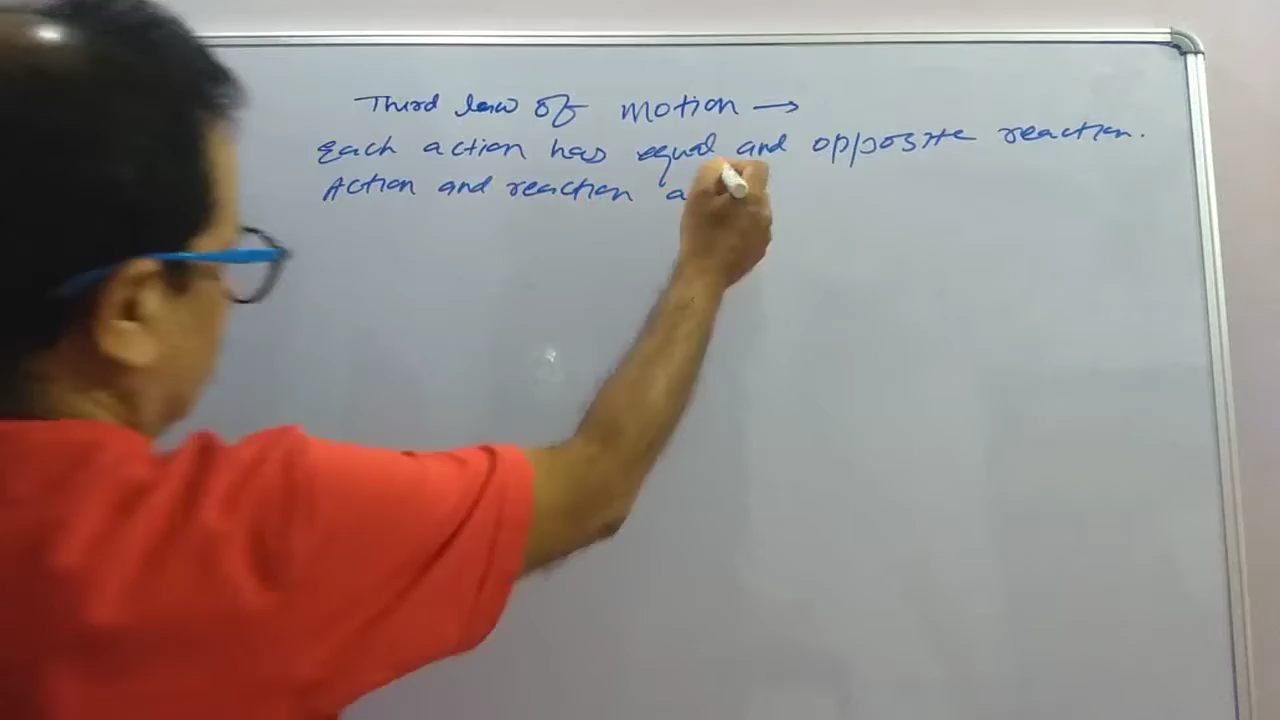 Third law of motion →
Each action has equal and opposite reaction.
Action and reaction a